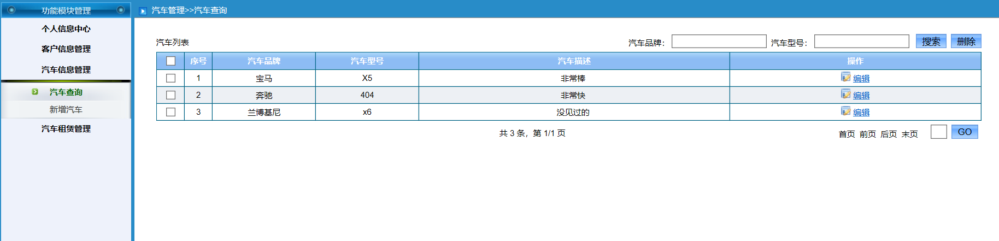 功能模块管理
个人信息中心
客户信息管理
汽车信息管理
汽车查询
新增汽车
汽车租赁管理
汽车管理>>汽车查询
汽车列表 汽车品牌： 汽车型号： 搜索 删除
序号 汽车品牌 汽车型号 汽车描述 操作
1 宝马 X5 非常棒 编辑
2 奔驰 404 非常快 编辑
3 兰博基尼 x6 没见过的 编辑
共 3 条，第 1/1 页 首页 前页 后页 末页 GO